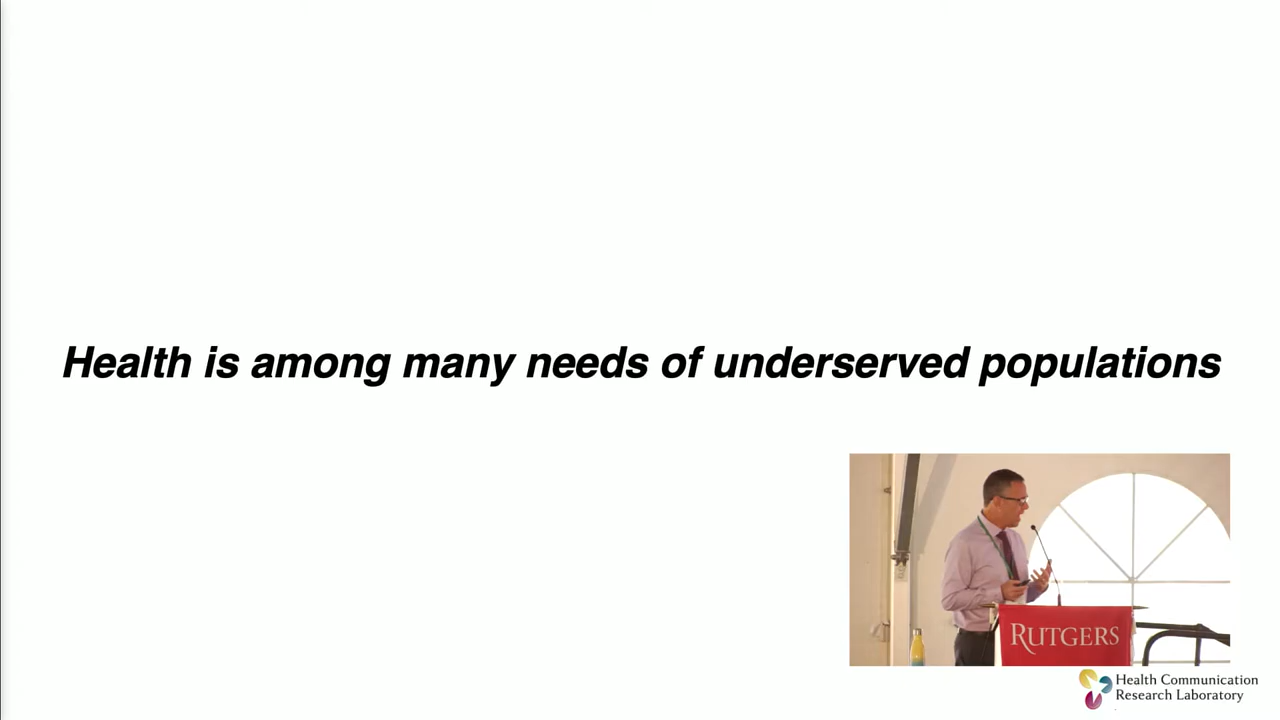 Health is among many needs of underserved populations
RUTGERS
Health Communication
Research Laboratory